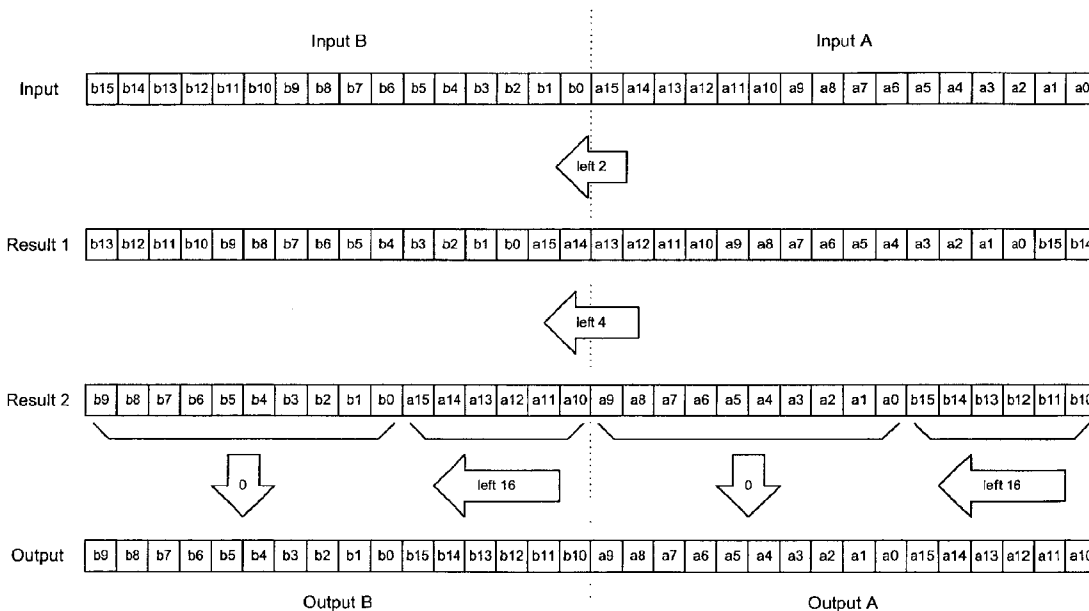 Input B Input A
Input b15 b14 b13 b12 b11 b10 b9 b8 b7 b6 b5 b4 b3 b2 b1 b0 a15 a14 a13 a12 a11 a10 a9 a8 a7 a6 a5 a4 a3 a2 a1 a0
left 2
Result 1 b13 b12 b11 b10 b9 b8 b7 b6 b5 b4 b3 b2 b1 b0 a15 a14 a13 a12 a11 a10 a9 a8 a7 a6 a5 a4 a3 a2 a1 a0 b15 b14
left 4
Result 2 b9 b8 b7 b6 b5 b4 b3 b2 b1 b0 a15 a14 a13 a12 a11 a10 a9 a8 a7 a6 a5 a4 a3 a2 a1 a0 b15 b14 b13 b12 b11 b10
0 left 16 0 left 16
Output b9 b8 b7 b6 b5 b4 b3 b2 b1 b0 b15 b14 b13 b12 b11 b10 a9 a8 a7 a6 a5 a4 a3 a2 a1 a0 a15 a14 a13 a12 a11 a10
Output B Output A